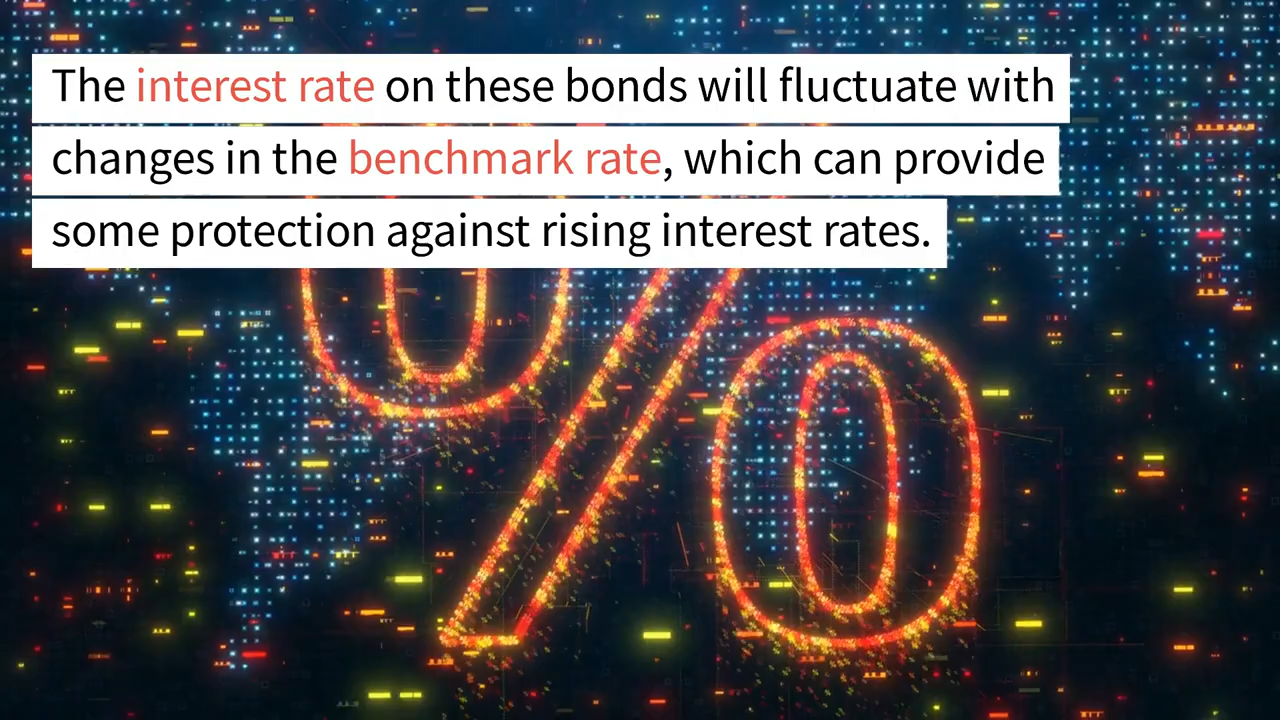 The interest rate on these bonds will fluctuate with
changes in the benchmark rate, which can provide
some protection against rising interest rates.
%